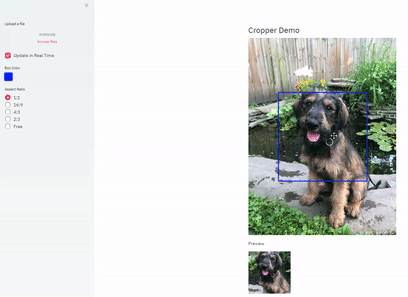 Upload a file
Browse files
Update in Real Time
Box Color
Aspect Ratio
1:1
16:9
4:3
2:3
Free
Cropper Demo
Preview